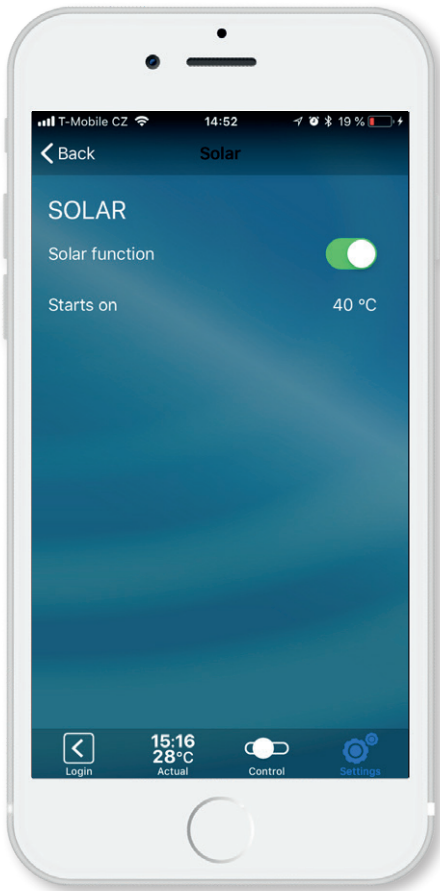 T-Mobile CZ 14:52 19 %
Back Solar
SOLAR
Solar function
Starts on 40 °C
15:16
28°C
Login Actual Control Settings